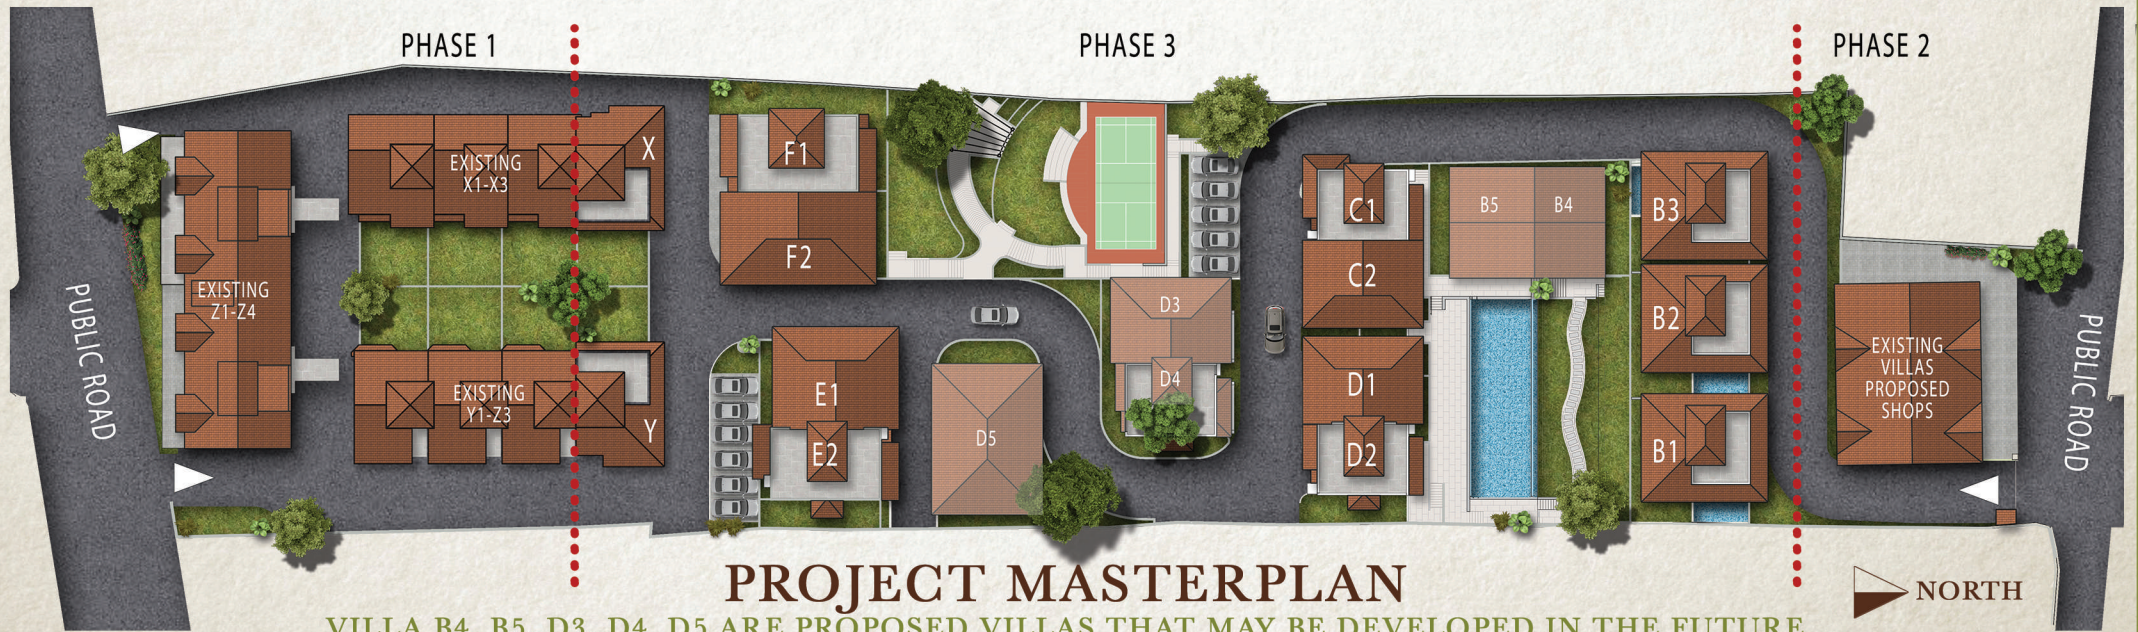 PHASE 1
PHASE 3
PHASE 2
EXISTING
X1-X3
X
F1
F2
C1
C2
B5
B4
B3
B2
B1
PUBLIC ROAD
EXISTING
Z1-Z4
EXISTING
Y1-Z3
Y
E1
E2
D5
D3
D4
D1
D2
EXISTING
VILLAS
PROPOSED
SHOPS
PUBLIC ROAD
PROJECT MASTERPLAN
NORTH
VILLA B4, B5, D3, D4, D5 ARE PROPOSED VILLAS THAT MAY BE DEVELOPED IN THE FUTURE